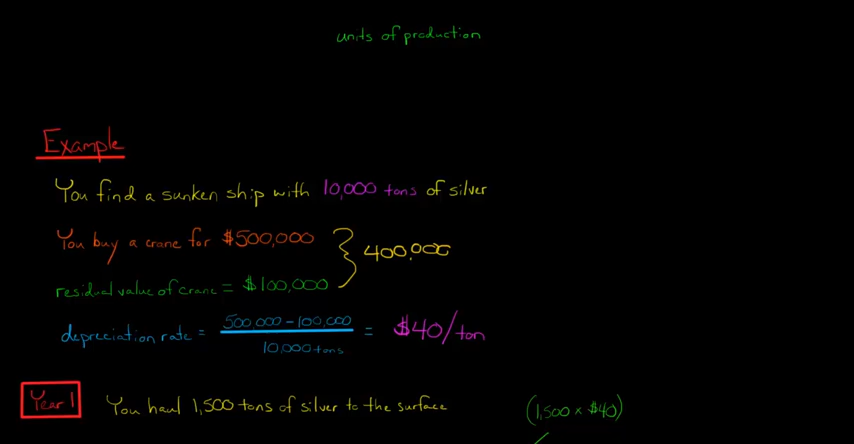 units of production
Example
You find a sunken ship with 10,000 tons of silver
You buy a crane for $500,000
400,000
residual value of crane = $100,000
depreciation rate = 500,000 - 100,000 / 10,000 tons = $40/ton
Year 1 You haul 1,500 tons of silver to the surface (1,500 x $40)